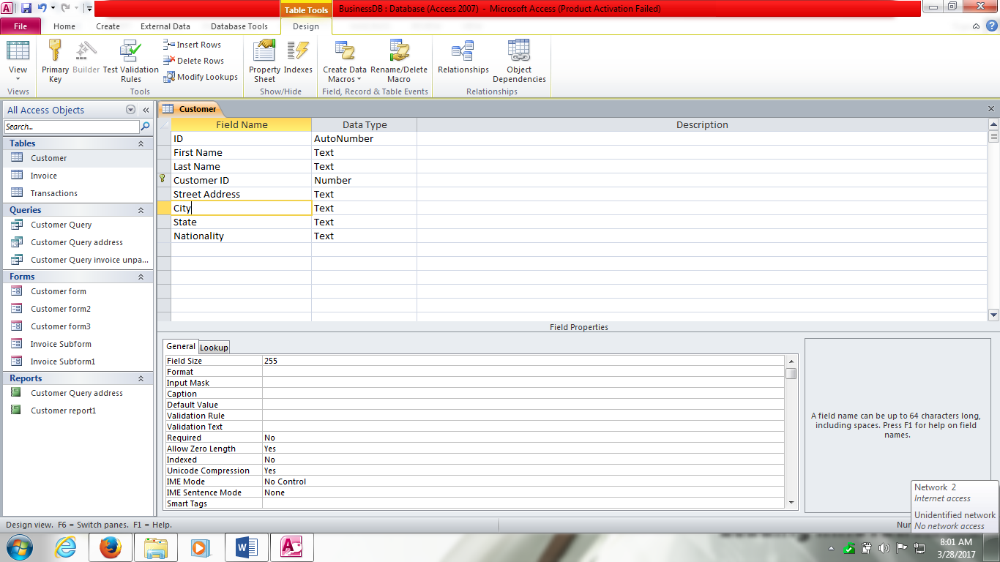 Table Tools
BusinessDB : Database (Access 2007) - Microsoft Access (Product Activation Failed)
File Home Create External Data Database Tools Design
View
Primary Key
Builder
Test Validation Rules
Insert Rows
Delete Rows
Modify Lookups
Property Sheet
Indexes
Create Data Macros
Rename/Delete Macro
Relationships
Object Dependencies
Views Tools Show/Hide Field, Record & Table Events Relationships
All Access Objects
Search...
Tables
Customer
Invoice
Transactions
Queries
Customer Query
Customer Query address
Customer Query invoice unpa...
Forms
Customer form
Customer form2
Customer form3
Invoice Subform
Invoice Subform1
Reports
Customer Query address
Customer report1
Customer
Field Name Data Type Description
ID AutoNumber
First Name Text
Last Name Text
Customer ID Number
Street Address Text
City Text
State Text
Nationality Text
Field Properties
General Lookup
Field Size 255
Format
Input Mask
Caption
Default Value
Validation Rule
Validation Text
Required No
Allow Zero Length Yes
Indexed No
Unicode Compression Yes
IME Mode No Control
IME Sentence Mode None
Smart Tags
A field name can be up to 64 characters long,
including spaces. Press F1 for help on field
names.
Network 2
Internet access
Unidentified network
No network access
Design view. F6 = Switch panes. F1 = Help.
8:01 AM
3/28/2017